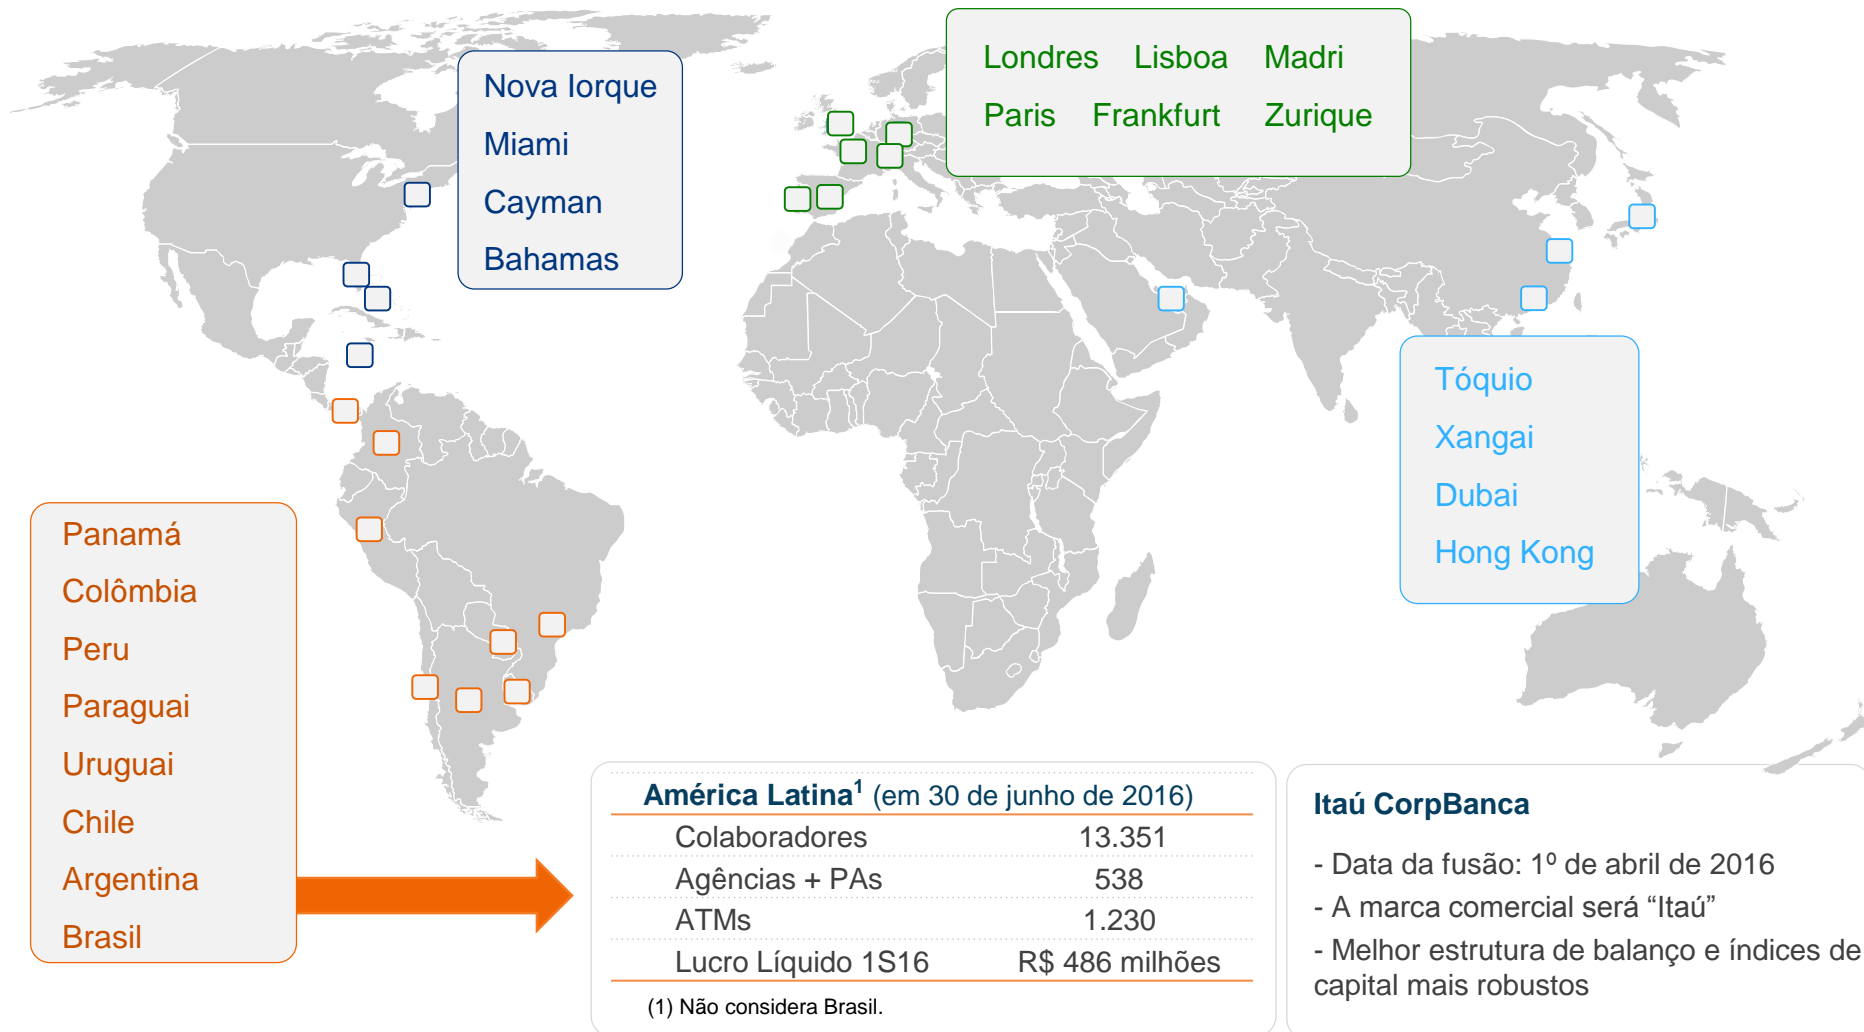 Londres Lisboa Madri
Paris Frankfurt Zurique
Nova Iorque
Miami
Cayman
Bahamas
Tóquio
Xangai
Dubai
Hong Kong
Panamá
Colômbia
Peru
Paraguai
Uruguai
Chile
Argentina
Brasil
América Latina¹ (em 30 de junho de 2016)
Colaboradores 13.351
Agências + PAs 538
ATMs 1.230
Lucro Líquido 1S16 R$ 486 milhões
(1) Não considera Brasil.
Itaú CorpBanca
- Data da fusão: 1º de abril de 2016
- A marca comercial será “Itaú”
- Melhor estrutura de balanço e índices de
capital mais robustos